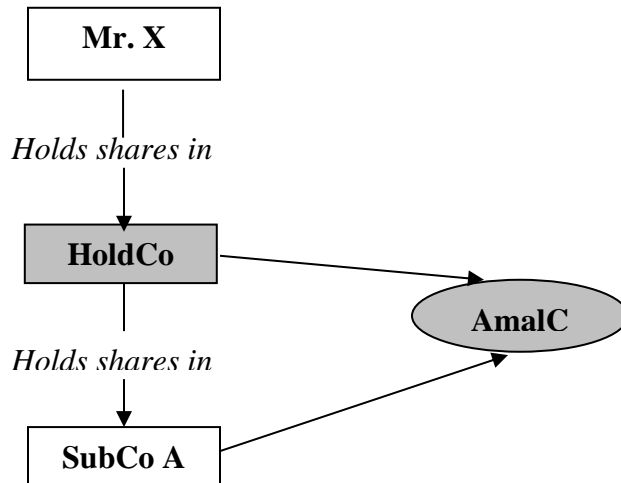 Mr. X
Holds shares in
HoldCo
AmalC
Holds shares in
SubCo A